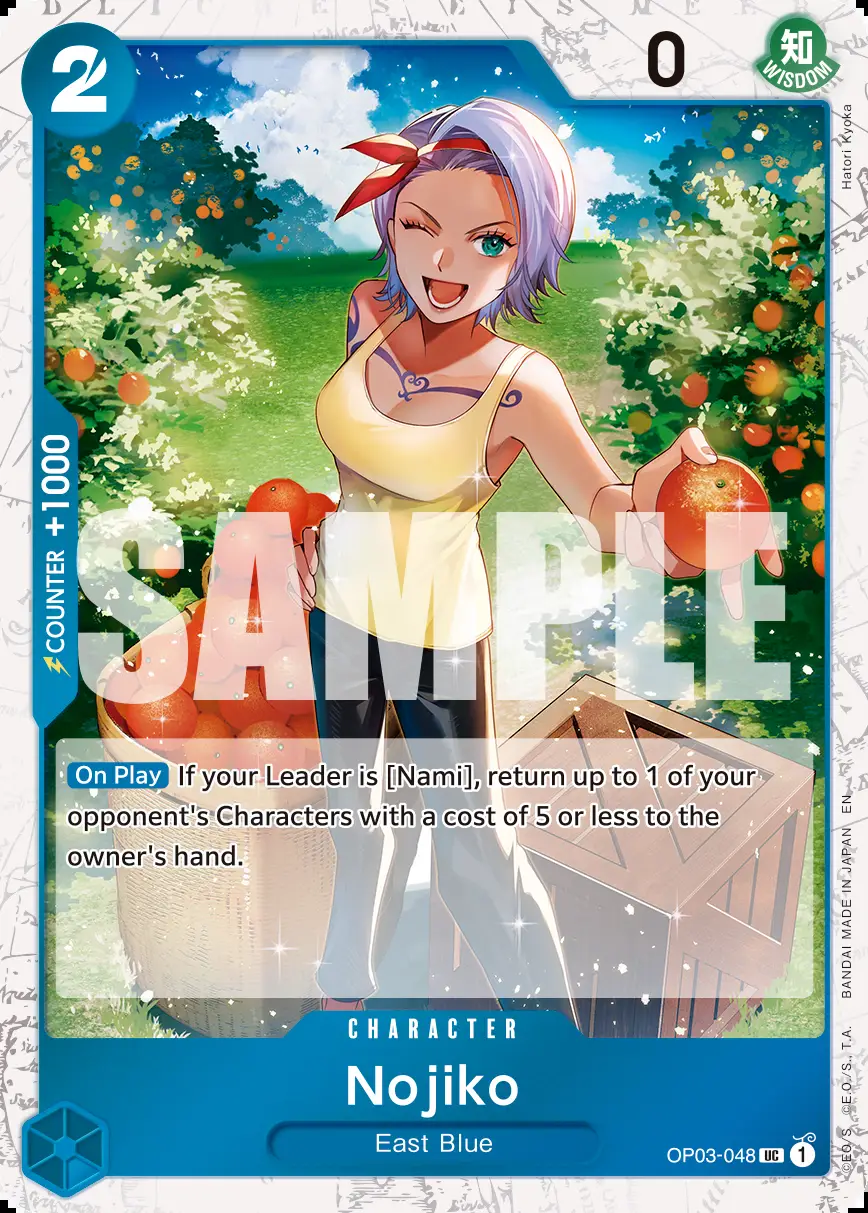 2
0
知
WISDOM
Hatori Kyoka
COUNTER +1000
SAMPLE
On Play If your Leader is [Nami], return up to 1 of your
opponent's Characters with a cost of 5 or less to the
owner's hand.
CHARACTER
Nojiko
East Blue
OP03-048 UC 1
BANDAI MADE IN JAPAN EN
©EO/S. ©E.O./S., T.A.